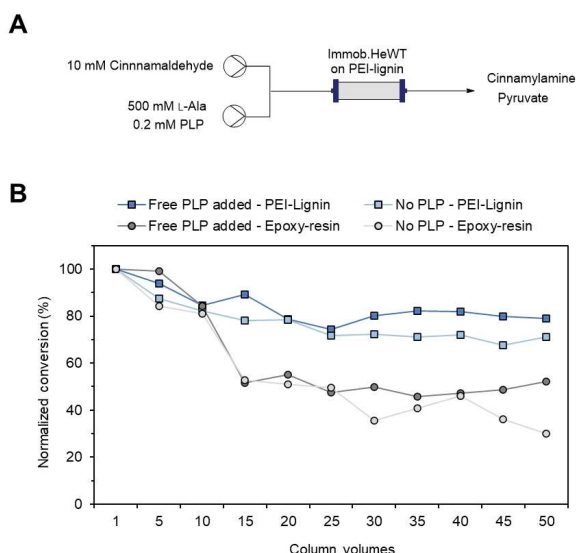 A
10 mM Cinnnamaldehyde
500 mM L-Ala
0.2 mM PLP
Immob.HeWT
on PEI-lignin
Cinnamylamine
Pyruvate
B
Free PLP added - PEI-Lignin
No PLP - PEI-Lignin
Free PLP added - Epoxy-resin
No PLP - Epoxy-resin
Normalized conversion (%)
100
80
60
40
20
0
1 5 10 15 20 25 30 35 40 45 50
Column volumes